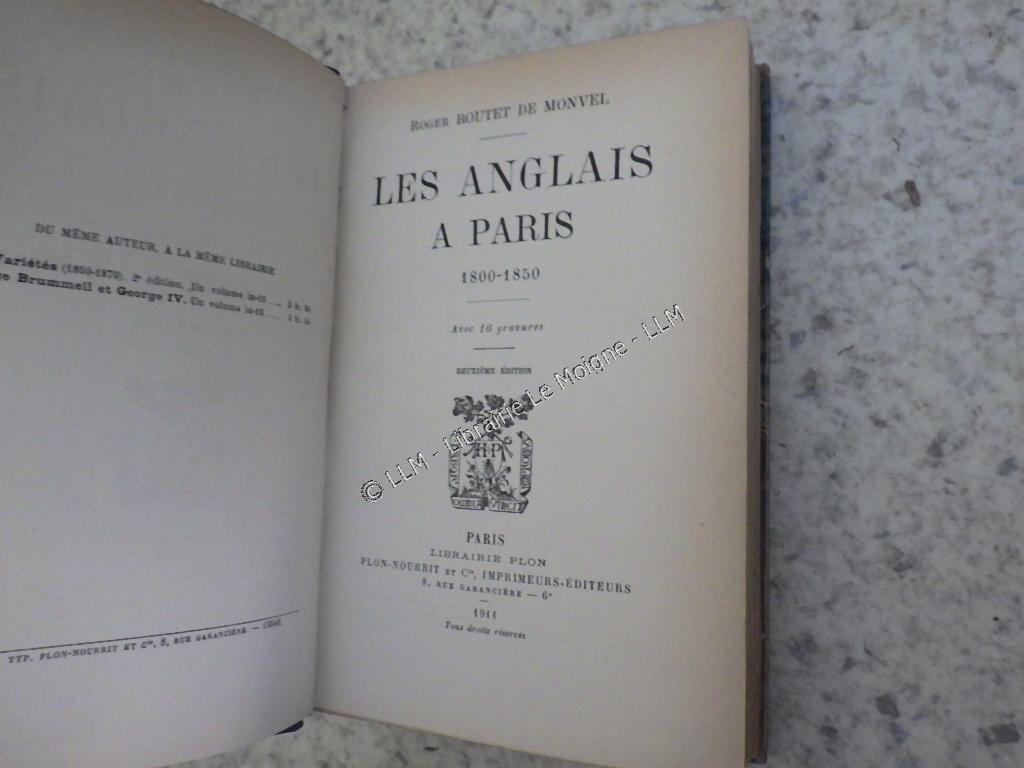 DU MÊME AUTEUR, A LA MÊME LIBRAIRIE
Variétés (1850-1870). 2e édition. Un volume in-16 ....
ge Brummell et George IV. Un volume in-16 ....
TYP. PLON-NOURRIT ET Cie, 8, RUE GARANCIÈRE. —
ROGER BOUTET DE MONVEL
LES ANGLAIS
A PARIS
1800-1850
Avec 16 gravures
DEUXIÈME ÉDITION
PARIS
LIBRAIRIE PLON
PLON-NOURRIT ET Cie, IMPRIMEURS-ÉDITEURS
8, RUE GARANCIÈRE — 6e
1911
Tous droits réservés
© LLM - Librairie Le Moigne - LLM